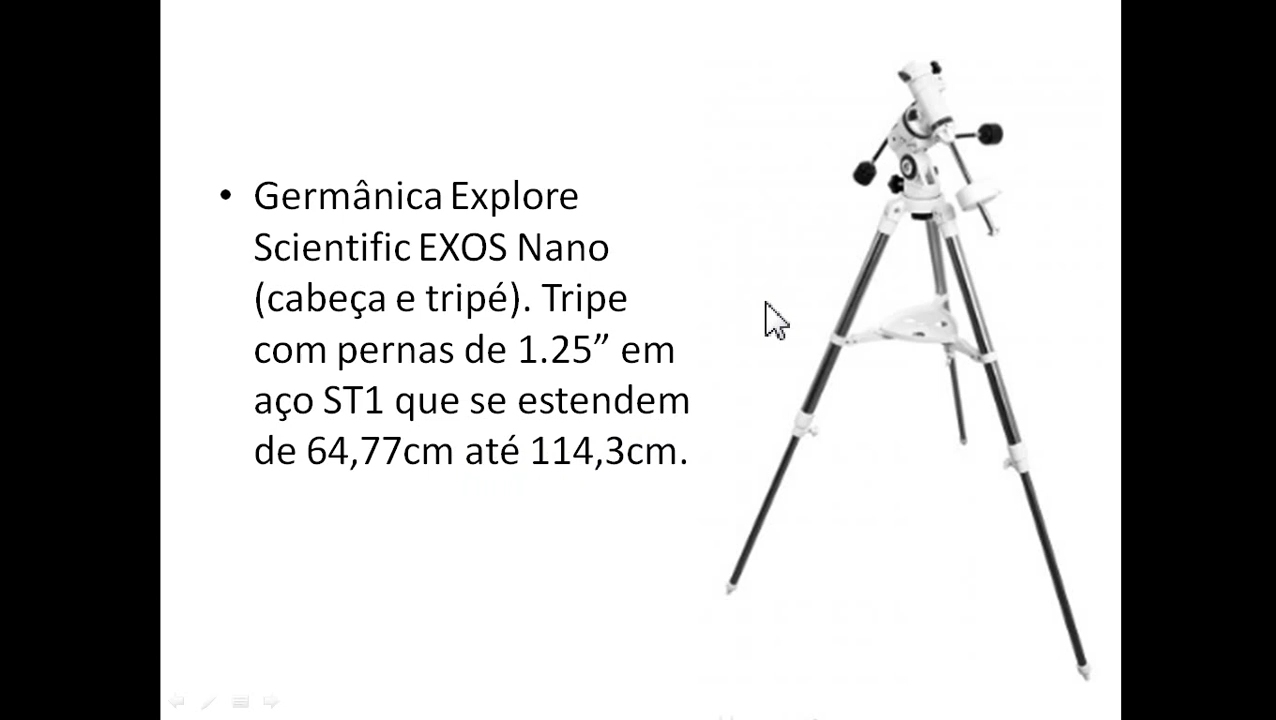 • Germânica Explore
Scientific EXOS Nano
(cabeça e tripé). Tripe
com pernas de 1.25” em
aço ST1 que se estendem
de 64,77cm até 114,3cm.